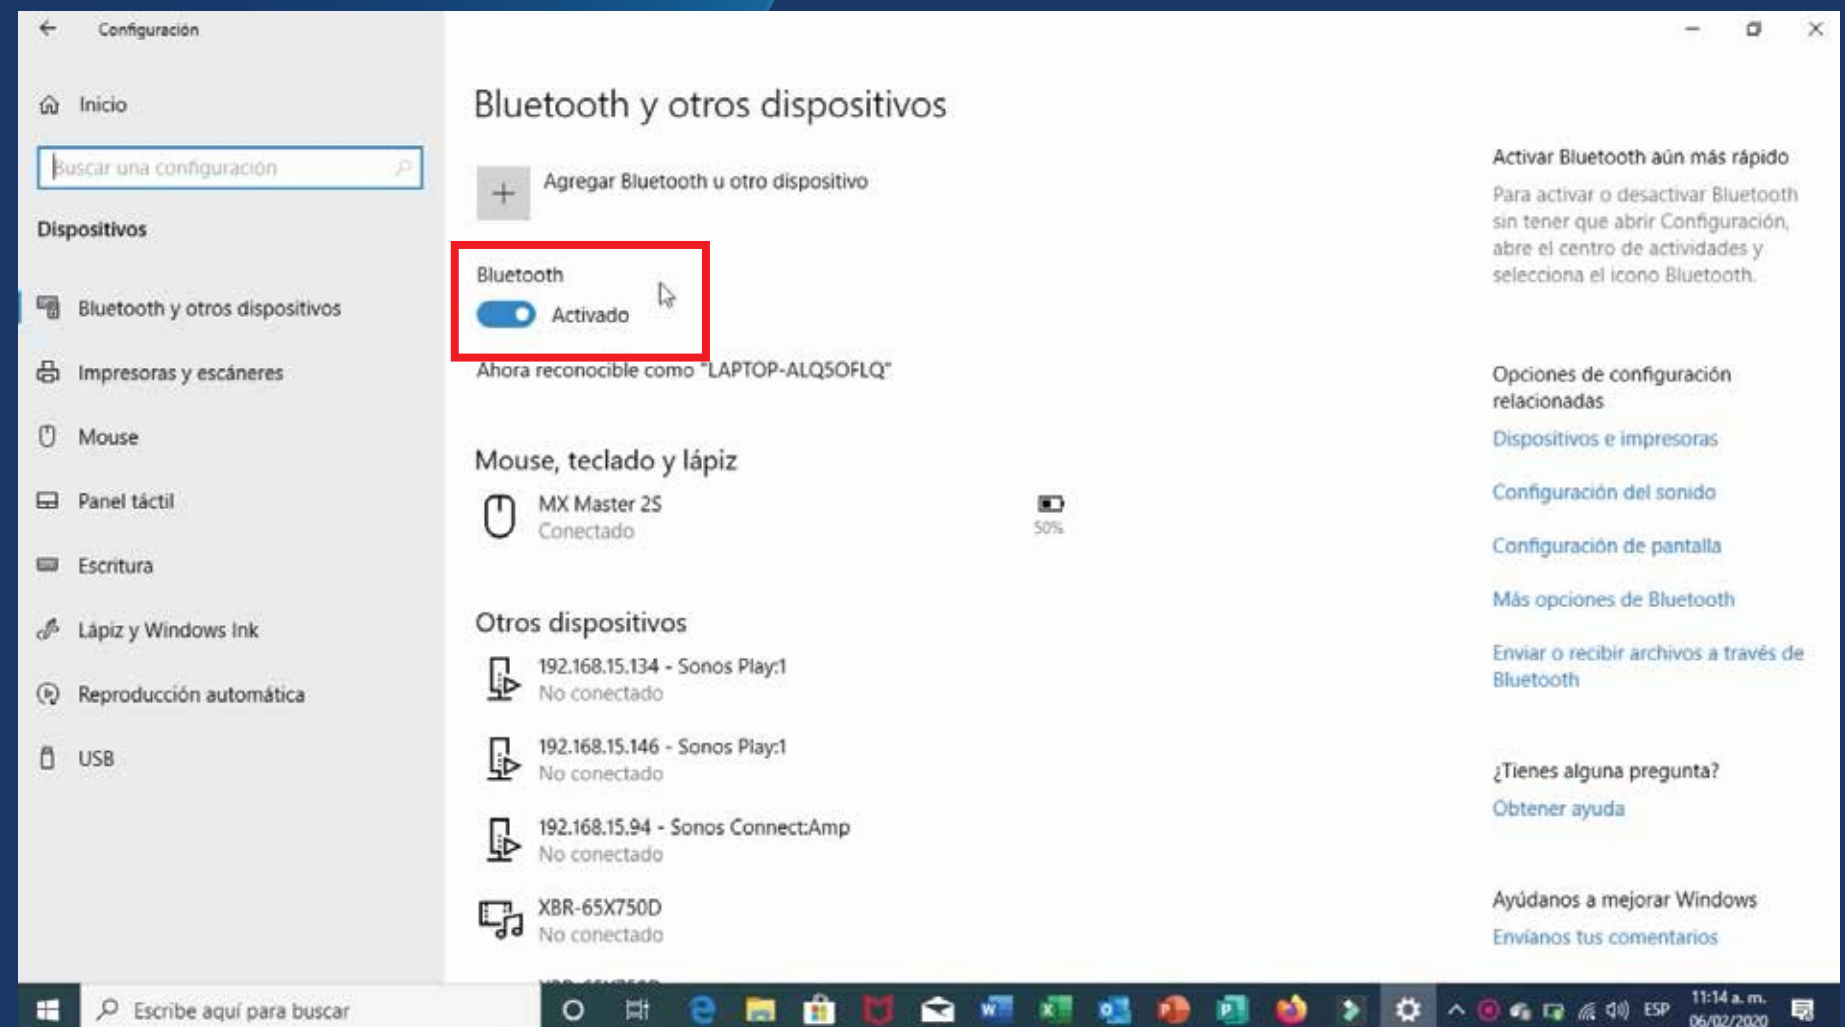 Configuración
Inicio
Buscar una configuración
Dispositivos
Bluetooth y otros dispositivos
Impresoras y escáneres
Mouse
Panel táctil
Escritura
Lápiz y Windows Ink
Reproducción automática
USB
Bluetooth y otros dispositivos
Agregar Bluetooth u otro dispositivo
Bluetooth
Activado
Ahora reconocible como "LAPTOP-ALQ5OFLQ"
Mouse, teclado y lápiz
MX Master 2S
Conectado
50%
Otros dispositivos
192.168.15.134 - Sonos Play:1
No conectado
192.168.15.146 - Sonos Play:1
No conectado
192.168.15.94 - Sonos Connect:Amp
No conectado
XBR-65X750D
No conectado
Activar Bluetooth aún más rápido
Para activar o desactivar Bluetooth
sin tener que abrir Configuración,
abre el centro de actividades y
selecciona el icono Bluetooth.
Opciones de configuración
relacionadas
Dispositivos e impresoras
Configuración del sonido
Configuración de pantalla
Más opciones de Bluetooth
Enviar o recibir archivos a través de
Bluetooth
¿Tienes alguna pregunta?
Obtener ayuda
Ayúdanos a mejorar Windows
Envíanos tus comentarios
Escribe aquí para buscar
ESP
11:14 a. m.
06/02/2020